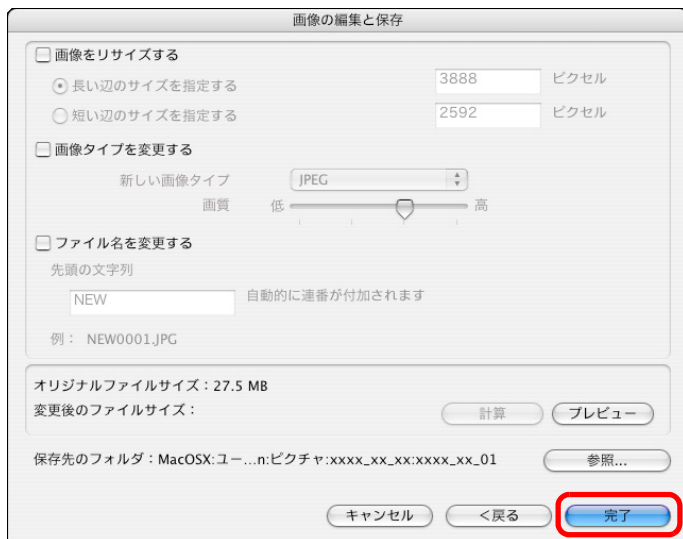 画像の編集と保存
画像をリサイズする
長い辺のサイズを指定する 3888 ピクセル
短い辺のサイズを指定する 2592 ピクセル
画像タイプを変更する
新しい画像タイプ JPEG
画質 低 高
ファイル名を変更する
先頭の文字列
NEW 自動的に連番が付加されます
例： NEW0001.JPG
オリジナルファイルサイズ：27.5 MB
変更後のファイルサイズ： 計算 プレビュー
保存先のフォルダ：MacOSX:ユー…n:ピクチャ:xxxx_xx_xx:xxxx_xx_01 参照...
キャンセル <戻る 完了